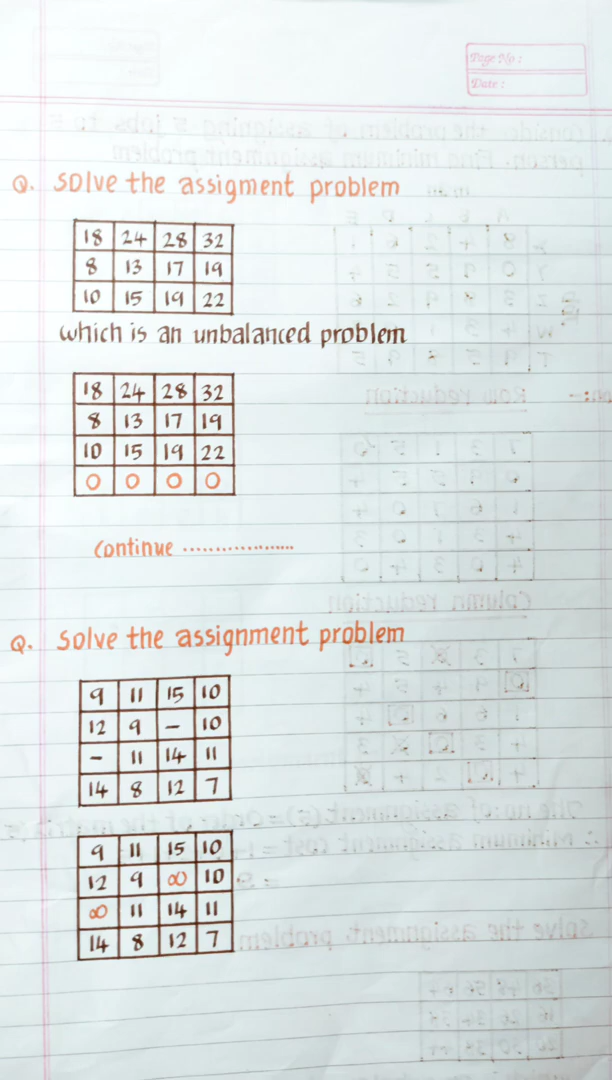 Page No :
Date :
Q. Solve the assigment problem
18 24 28 32
8 13 17 19
10 15 19 22
which is an unbalanced problem
18 24 28 32
8 13 17 19
10 15 19 22
0 0 0 0
Continue ...................
Q. Solve the assignment problem
9 11 15 10
12 9 - 10
- 11 14 11
14 8 12 7
9 11 15 10
12 9 ∞ 10
∞ 11 14 11
14 8 12 7